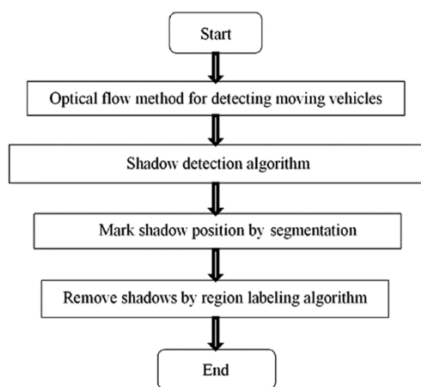 Start
Optical flow method for detecting moving vehicles
Shadow detection algorithm
Mark shadow position by segmentation
Remove shadows by region labeling algorithm
End